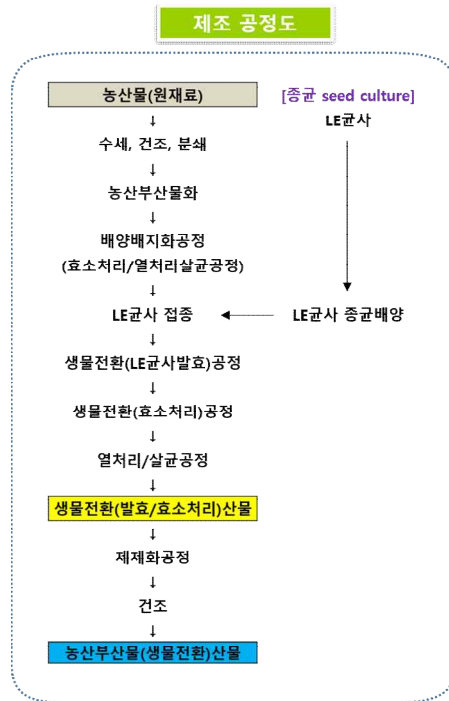 제조 공정도
농산물(원재료)
[종균 seed culture]
LE균사
↓
수세, 건조, 분쇄
↓
농산부산물화
↓
배양배지화공정
(효소처리/열처리살균공정)
↓
LE균사 접종
LE균사 종균배양
↓
생물전환(LE균사발효)공정
↓
생물전환(효소처리)공정
↓
열처리/살균공정
↓
생물전환(발효/효소처리)산물
↓
제제화공정
↓
건조
↓
농산부산물(생물전환)산물